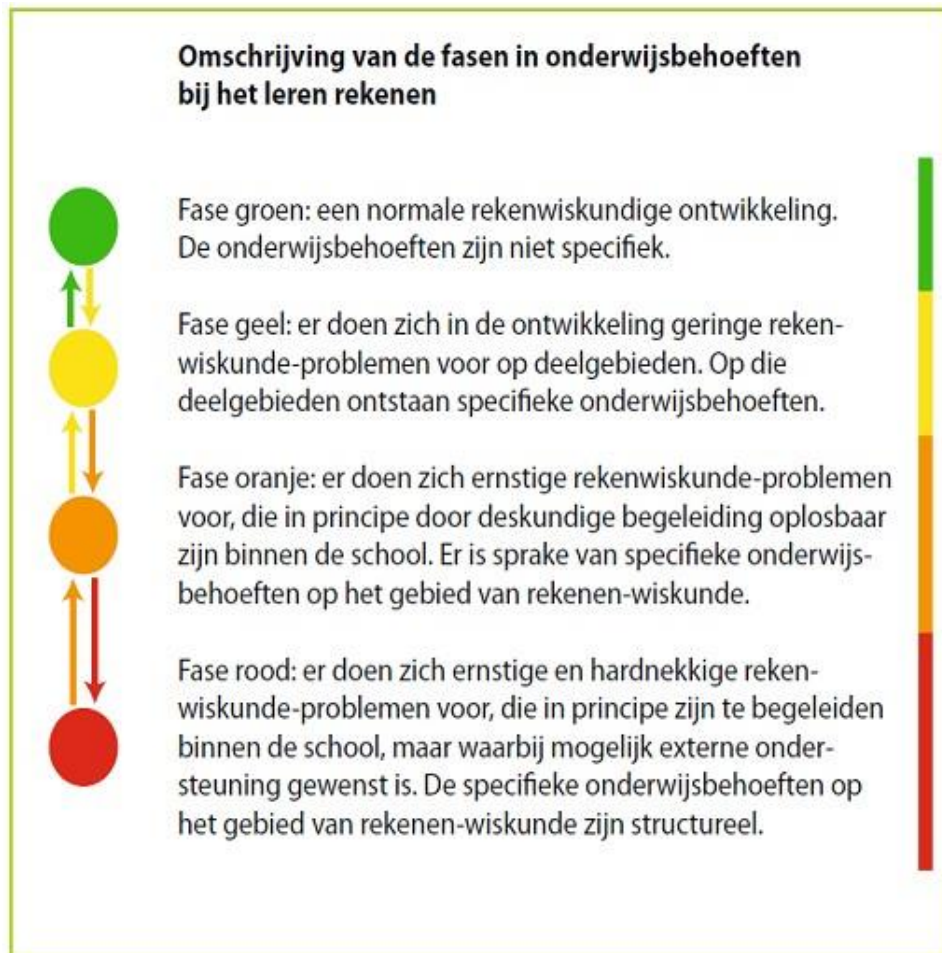 Omschrijving van de fasen in onderwijsbehoeften
bij het leren rekenen
Fase groen: een normale rekenwiskundige ontwikkeling.
De onderwijsbehoeften zijn niet specifiek.
Fase geel: er doen zich in de ontwikkeling geringe reken-
wiskunde-problemen voor op deelgebieden. Op die
deelgebieden ontstaan specifieke onderwijsbehoeften.
Fase oranje: er doen zich ernstige rekenwiskunde-problemen
voor, die in principe door deskundige begeleiding oplosbaar
zijn binnen de school. Er is sprake van specifieke onderwijs-
behoeften op het gebied van rekenen-wiskunde.
Fase rood: er doen zich ernstige en hardnekkige reken-
wiskunde-problemen voor, die in principe zijn te begeleiden
binnen de school, maar waarbij mogelijk externe onder-
steuning gewenst is. De specifieke onderwijsbehoeften op
het gebied van rekenen-wiskunde zijn structureel.